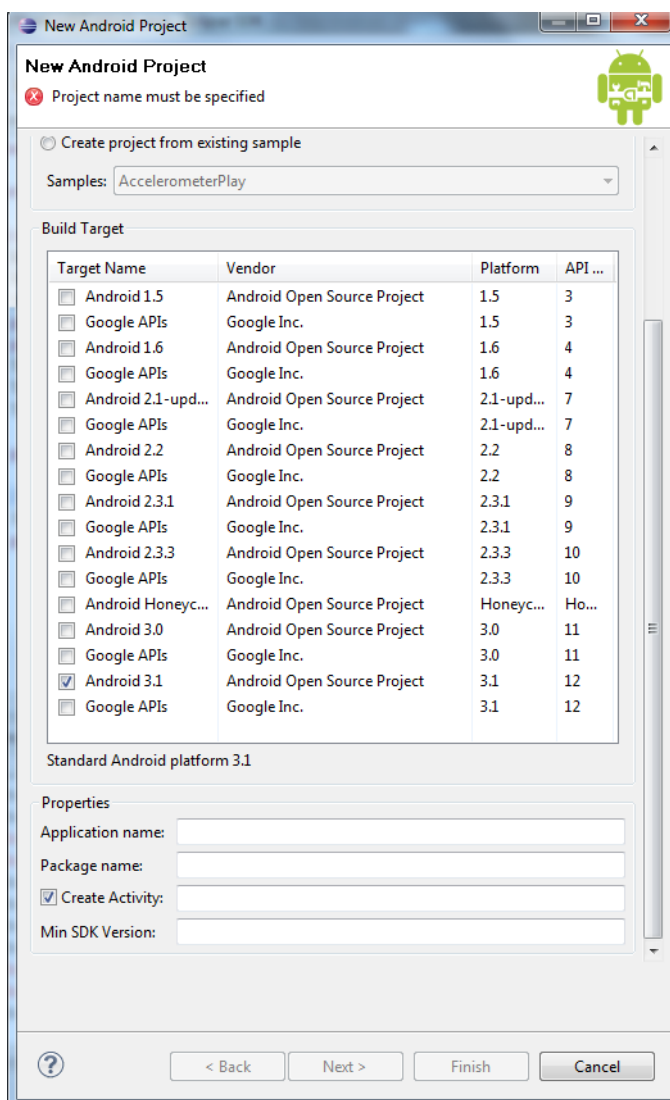 New Android Project
New Android Project
Project name must be specified
Create project from existing sample
Samples: AccelerometerPlay
Build Target
Target Name Vendor Platform API ...
Android 1.5 Android Open Source Project 1.5 3
Google APIs Google Inc. 1.5 3
Android 1.6 Android Open Source Project 1.6 4
Google APIs Google Inc. 1.6 4
Android 2.1-upd... Android Open Source Project 2.1-upd... 7
Google APIs Google Inc. 2.1-upd... 7
Android 2.2 Android Open Source Project 2.2 8
Google APIs Google Inc. 2.2 8
Android 2.3.1 Android Open Source Project 2.3.1 9
Google APIs Google Inc. 2.3.1 9
Android 2.3.3 Android Open Source Project 2.3.3 10
Google APIs Google Inc. 2.3.3 10
Android Honeyc... Android Open Source Project Honeyc... Ho...
Android 3.0 Android Open Source Project 3.0 11
Google APIs Google Inc. 3.0 11
Android 3.1 Android Open Source Project 3.1 12
Google APIs Google Inc. 3.1 12
Standard Android platform 3.1
Properties
Application name:
Package name:
Create Activity:
Min SDK Version:
? < Back Next > Finish Cancel